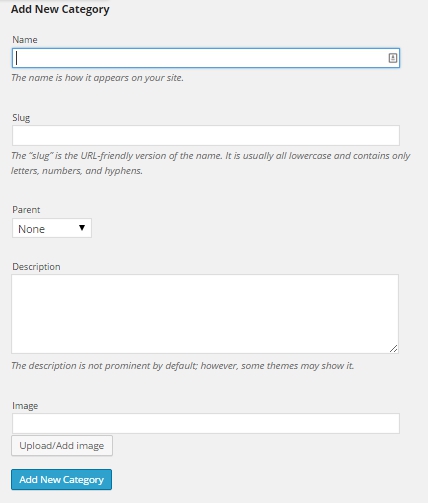 Add New Category
Name
The name is how it appears on your site.
Slug
The “slug” is the URL-friendly version of the name. It is usually all lowercase and contains only
letters, numbers, and hyphens.
Parent
None
Description
The description is not prominent by default; however, some themes may show it.
Image
Upload/Add image
Add New Category